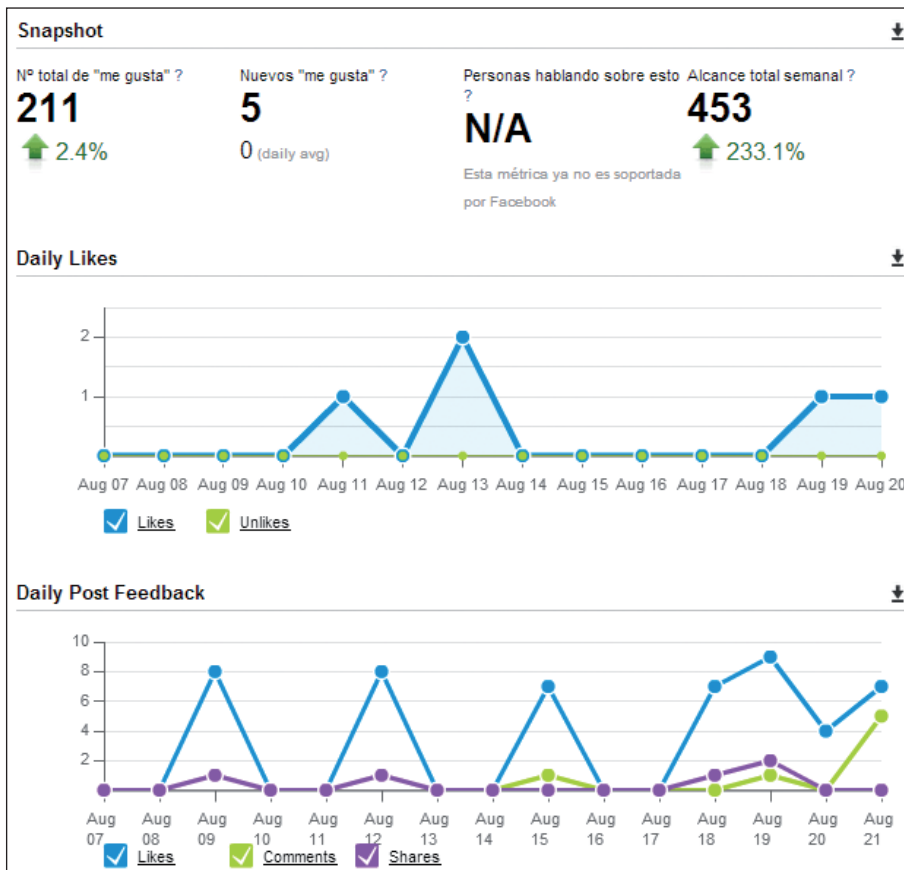 Snapshot
Nº total de "me gusta" ?
211
2.4%
Nuevos "me gusta" ?
5
0 (daily avg)
Personas hablando sobre esto
?
N/A
Esta métrica ya no es soportada
por Facebook
Alcance total semanal ?
453
233.1%
Daily Likes
2
1
Aug 07 Aug 08 Aug 09 Aug 10 Aug 11 Aug 12 Aug 13 Aug 14 Aug 15 Aug 16 Aug 17 Aug 18 Aug 19 Aug 20
Likes Unlikes
Daily Post Feedback
10
8
6
4
2
Aug Aug Aug Aug Aug Aug Aug Aug Aug Aug Aug Aug Aug Aug Aug
07 08 09 10 11 12 13 14 15 16 17 18 19 20 21
Likes Comments Shares